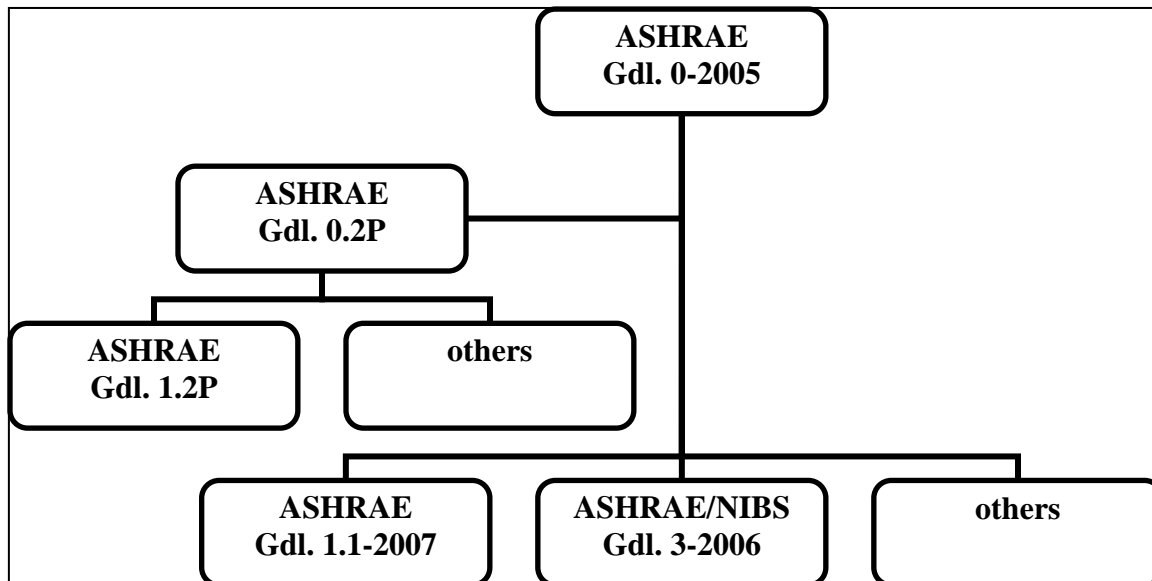 ASHRAE
Gdl. 0-2005
ASHRAE
Gdl. 0.2P
ASHRAE
Gdl. 1.2P
others
ASHRAE
Gdl. 1.1-2007
ASHRAE/NIBS
Gdl. 3-2006
others